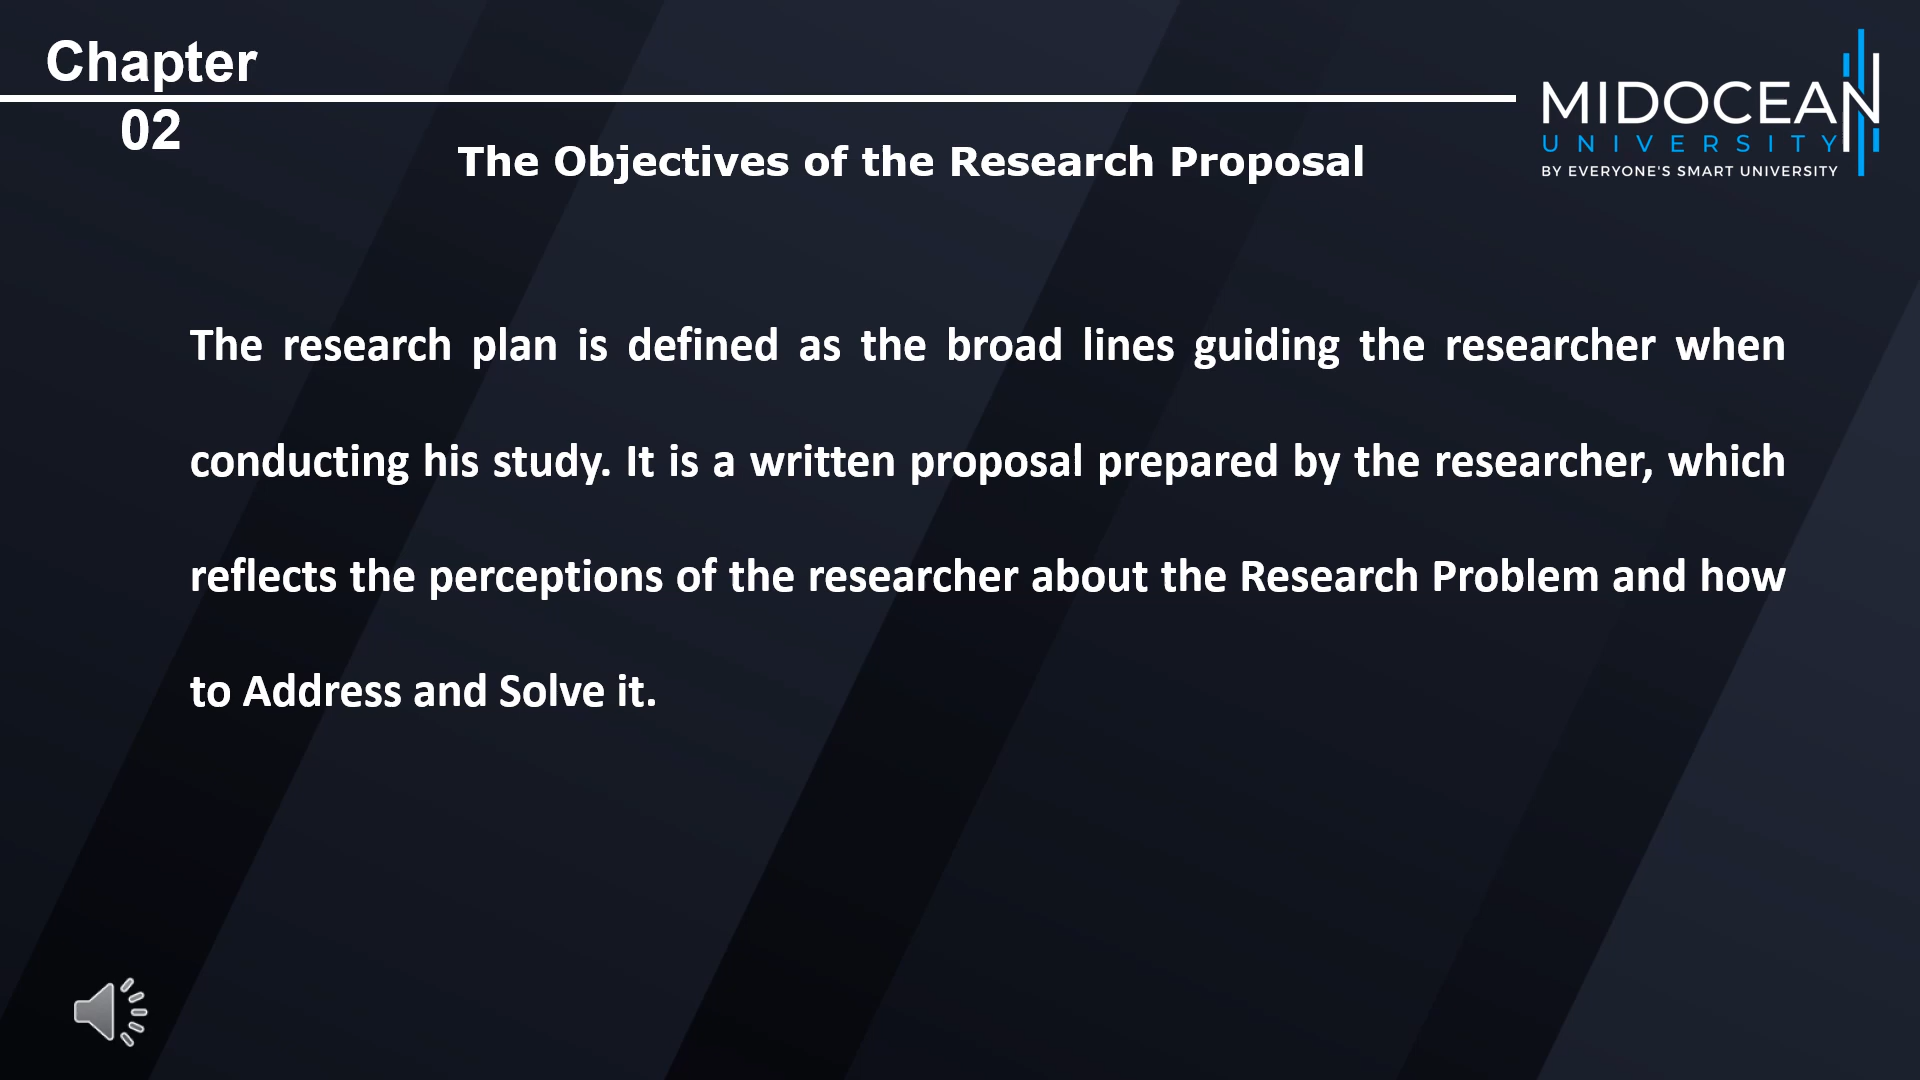 Chapter
02
MIDOCEAN
UNIVERSITY
BY EVERYONE'S SMART UNIVERSITY
The Objectives of the Research Proposal
The research plan is defined as the broad lines guiding the researcher when
conducting his study. It is a written proposal prepared by the researcher, which
reflects the perceptions of the researcher about the Research Problem and how
to Address and Solve it.